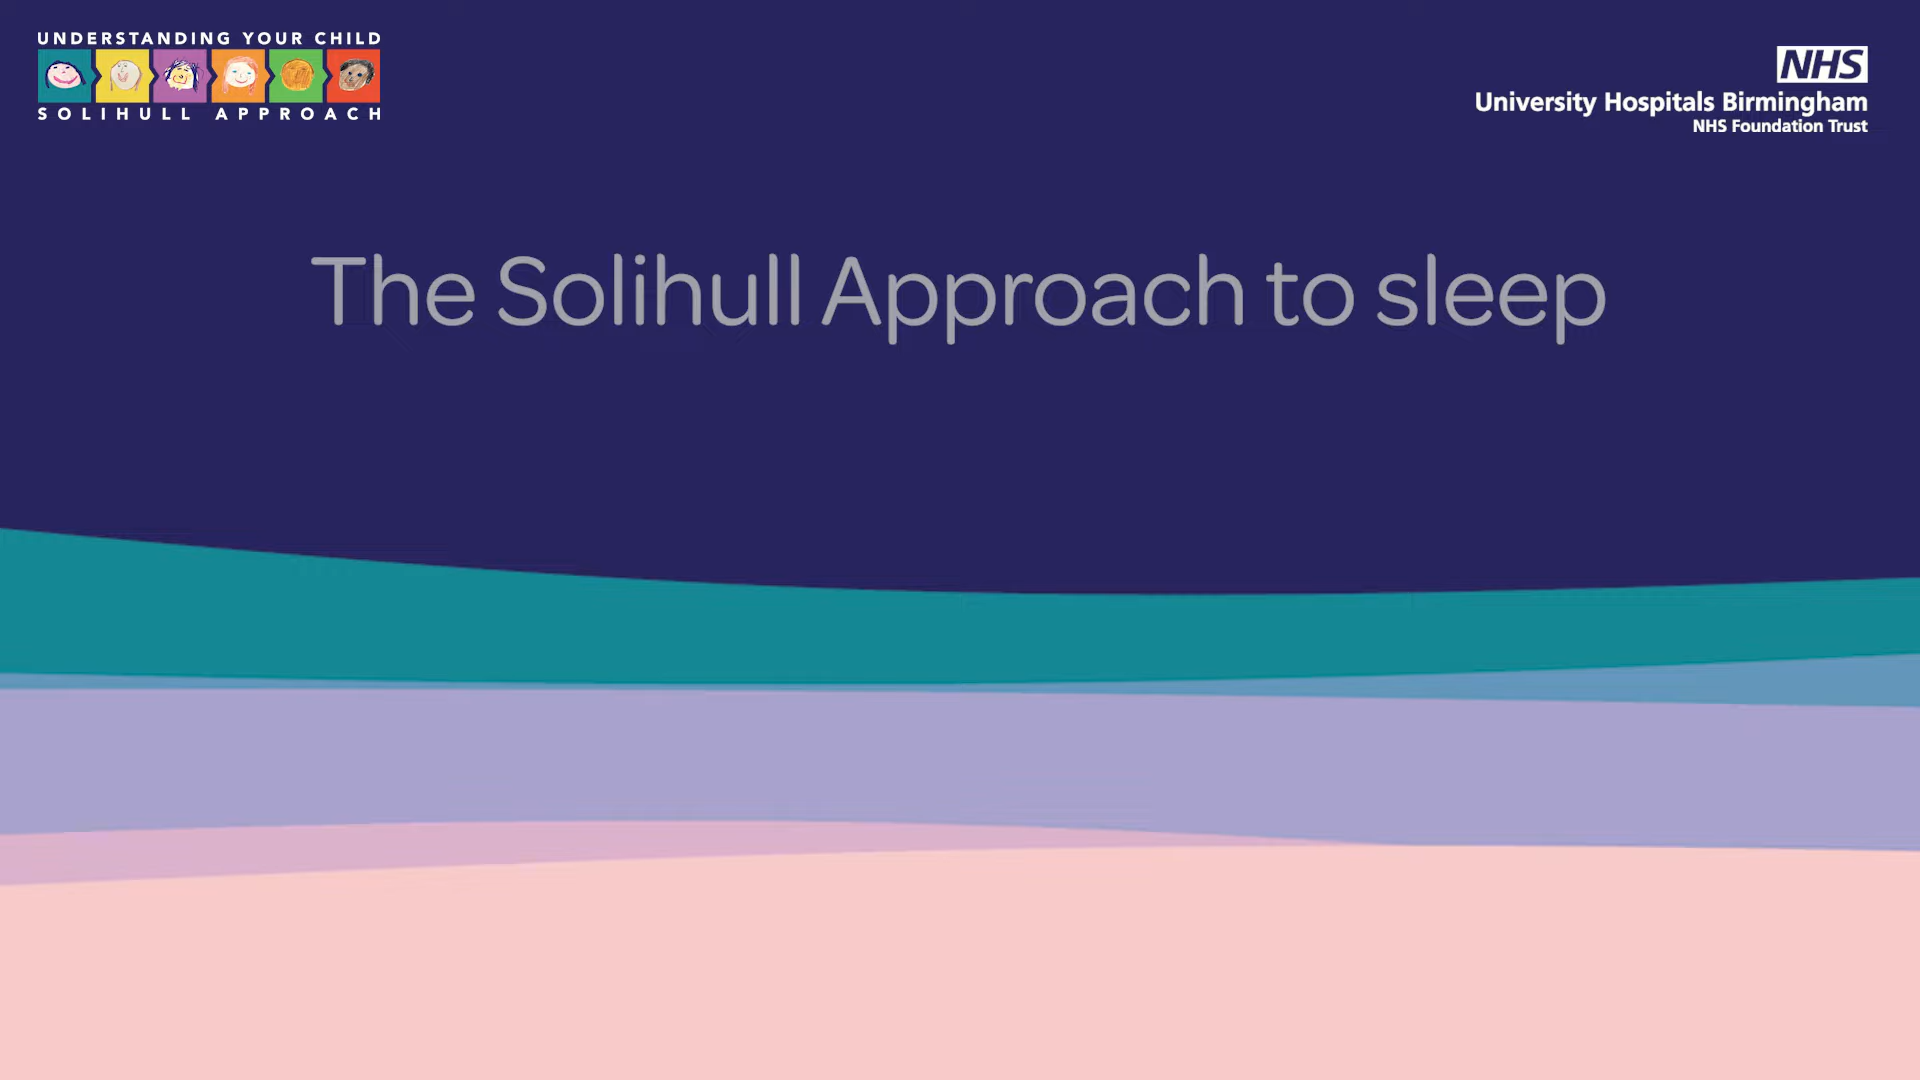 UNDERSTANDING YOUR CHILD
SOLIHULL APPROACH
NHS
University Hospitals Birmingham
NHS Foundation Trust
The Solihull Approach to sleep